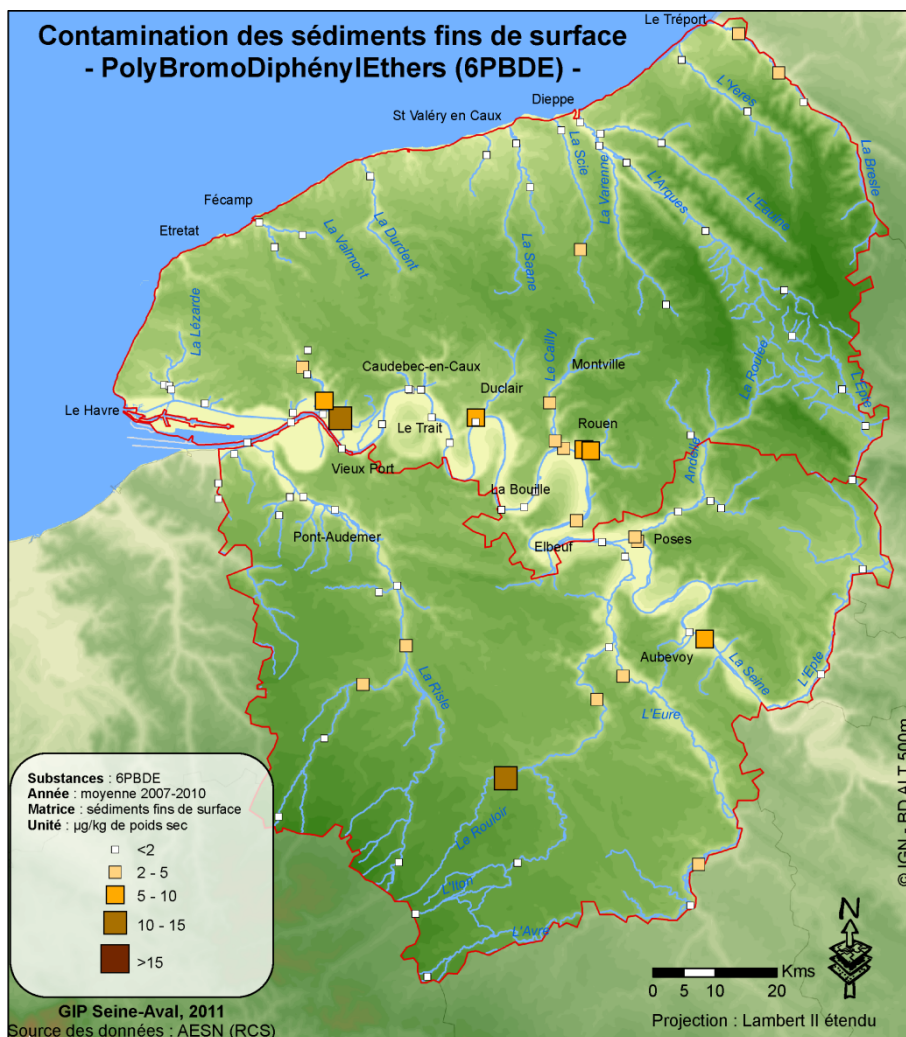 Contamination des sédiments fins de surface
- PolyBromoDiphénylEthers (6PBDE) -
Le Tréport
L'Yeres
Dieppe
St Valéry en Caux
La Scie
La Varenne
La Bresle
L'Arques
L'Eaulne
Fécamp
Etretat
La Valmont
La Durdent
La Saane
La Lézarde
Le Cailly
Montville
La Roulee
L'Epte
Caudebec-en-Caux
Duclair
Le Havre
Le Trait
Rouen
Vieux Port
Andelle
La Bouille
Pont-Audemer
Elbeuf
Poses
Aubevoy
La Seine
L'Epte
La Risle
L'Eure
Le Rouloir
L'Iton
L'Avre
Substances : 6PBDE
Année : moyenne 2007-2010
Matrice : sédiments fins de surface
Unité : µg/kg de poids sec
<2
2 - 5
5 - 10
10 - 15
>15
GIP Seine-Aval, 2011
Source des données : AESN (RCS)
© IGN - BD ALT 500m
N
Kms
0 5 10 20
Projection : Lambert II étendu